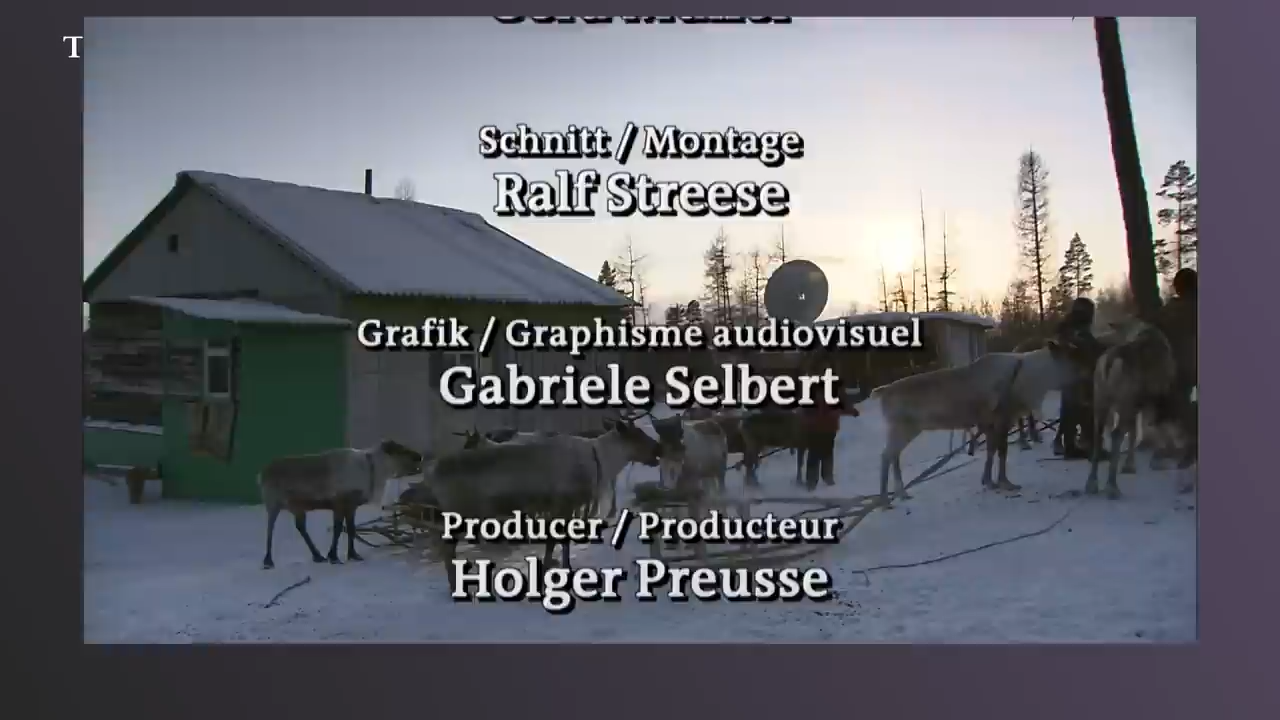 T
Schnitt / Montage
Ralf Streese
Grafik / Graphisme audiovisuel
Gabriele Selbert
Producer / Producteur
Holger Preusse